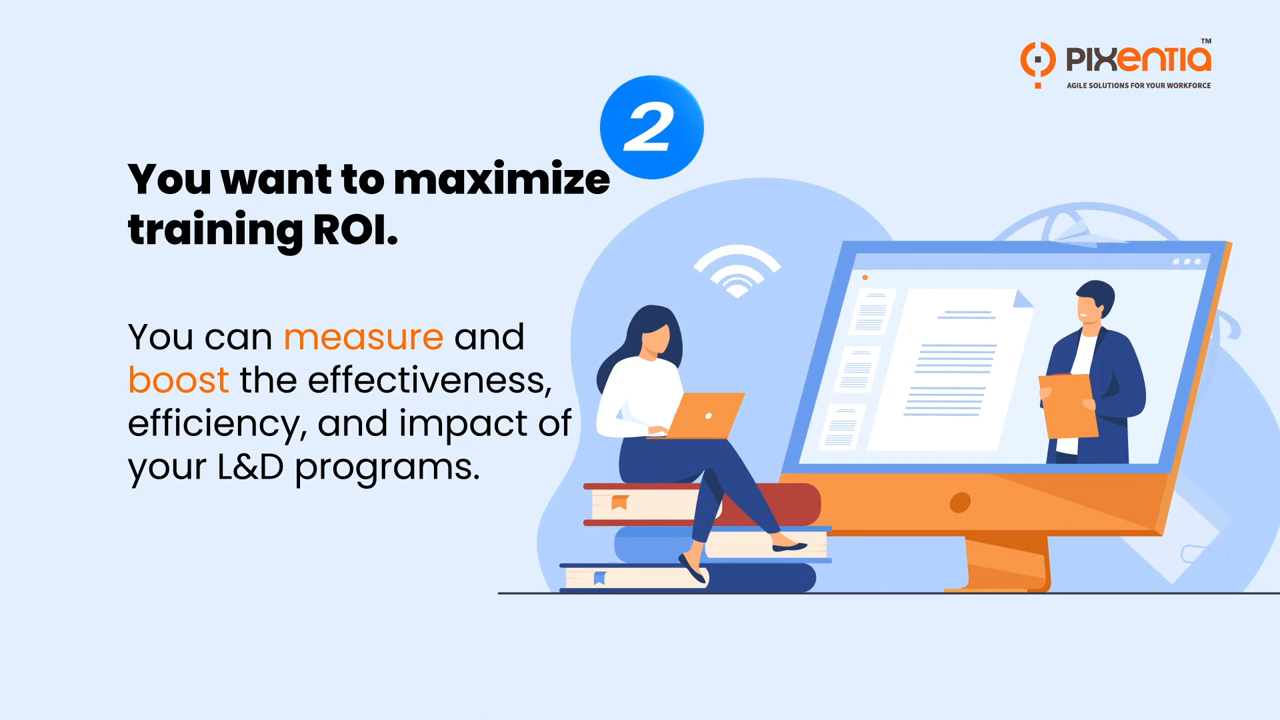 PIXENTIA™
AGILE SOLUTIONS FOR YOUR WORKFORCE
2
You want to maximize
training ROI.
You can measure and
boost the effectiveness,
efficiency, and impact of
your L&D programs.